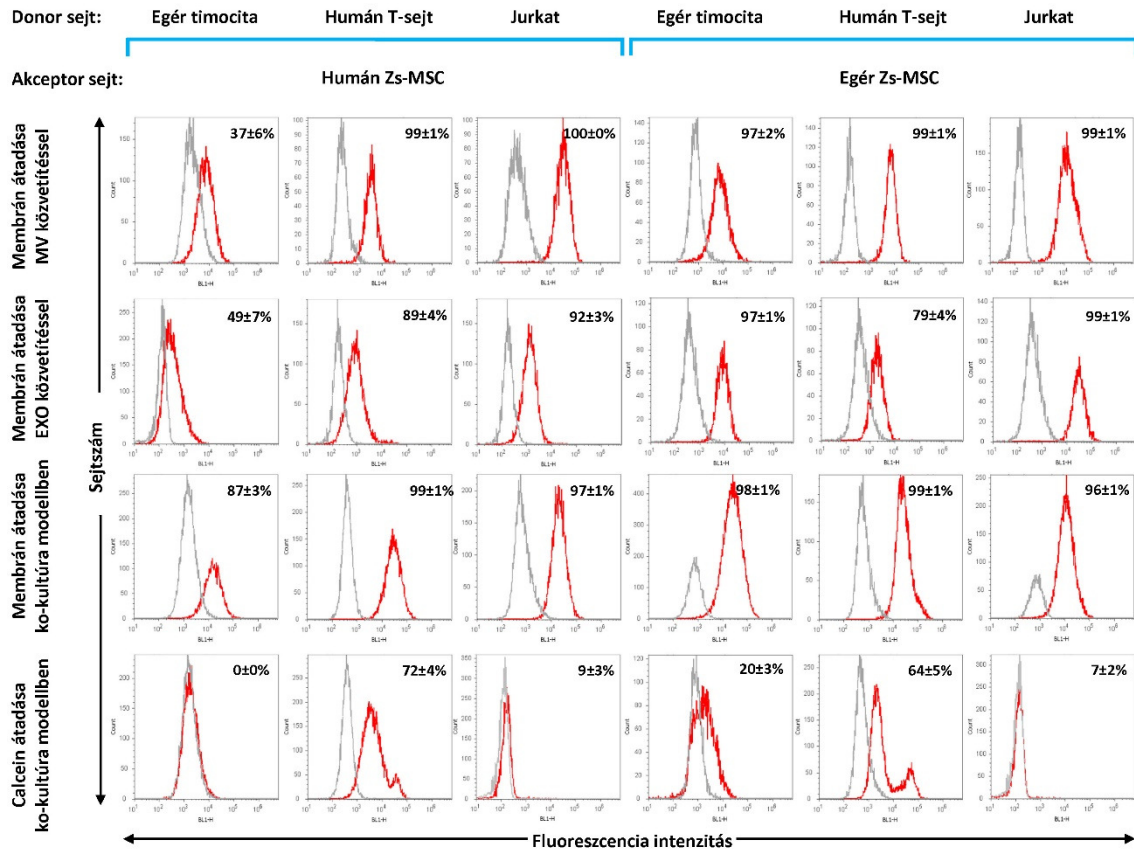 Donor sejt: Egér timocita Humán T-sejt Jurkat Egér timocita Humán T-sejt Jurkat
Akceptor sejt: Humán Zs-MSC Egér Zs-MSC
Sejtszám
Membrán átadása
MV közvetítéssel
37±6% 99±1% 100±0% 97±2% 99±1% 99±1%
Membrán átadása
EXO közvetítéssel
49±7% 89±4% 92±3% 97±1% 79±4% 99±1%
Membrán átadása
ko-kultúra modellben
87±3% 99±1% 97±1% 98±1% 99±1% 96±1%
Calcein átadása
ko-kultúra modellben
0±0% 72±4% 9±3% 20±3% 64±5% 7±2%
Count
BL1-H
Fluoreszcencia intenzitás